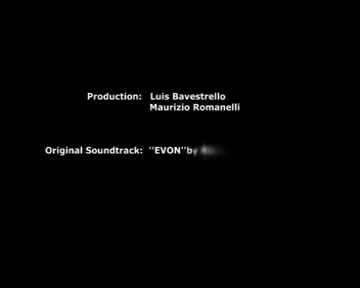 Production: Luis Bavestrello
Maurizio Romanelli
Original Soundtrack: ''EVON''by